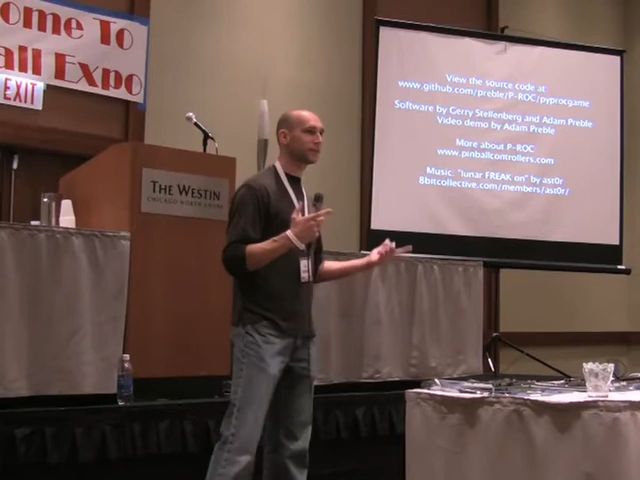 ome To
all Expo
EXIT
THE WESTIN
CHICAGO NORTH SHORE
View the source code at
www.github.com/preble/P-ROC/pyprocgame
Software by Gerry Stellenberg and Adam Preble
Video demo by Adam Preble
More about P-ROC
www.pinballcontrollers.com
Music: "lunar FREAK on" by ast0r
8bitcollective.com/members/ast0r/